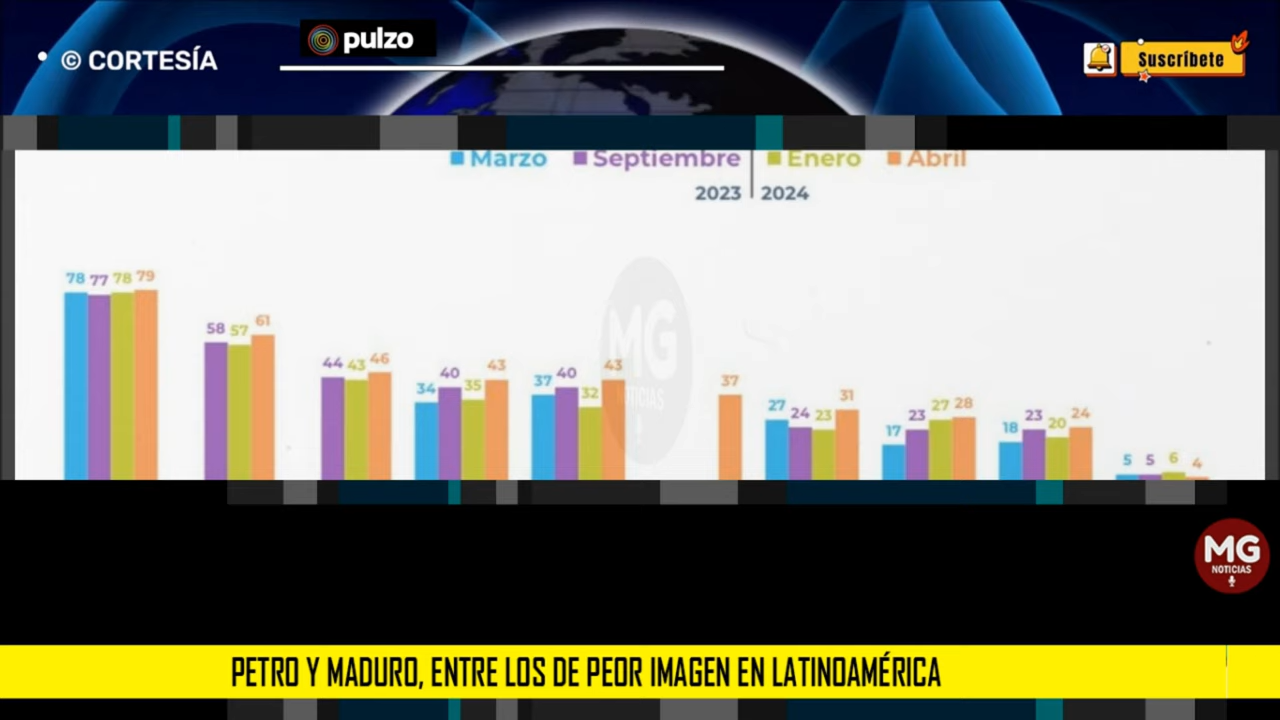 © CORTESÍA
pulzo
Suscríbete
Marzo Septiembre Enero Abril
2023 2024
78 77 78 79
58 57 61
44 43 46
34 40 35 43
37 40 32 43
37
27 24 23 31
17 23 27 28
18 23 20 24
5 5 6 4
MG
NOTICIAS
MG
NOTICIAS
PETRO Y MADURO, ENTRE LOS DE PEOR IMAGEN EN LATINOAMÉRICA